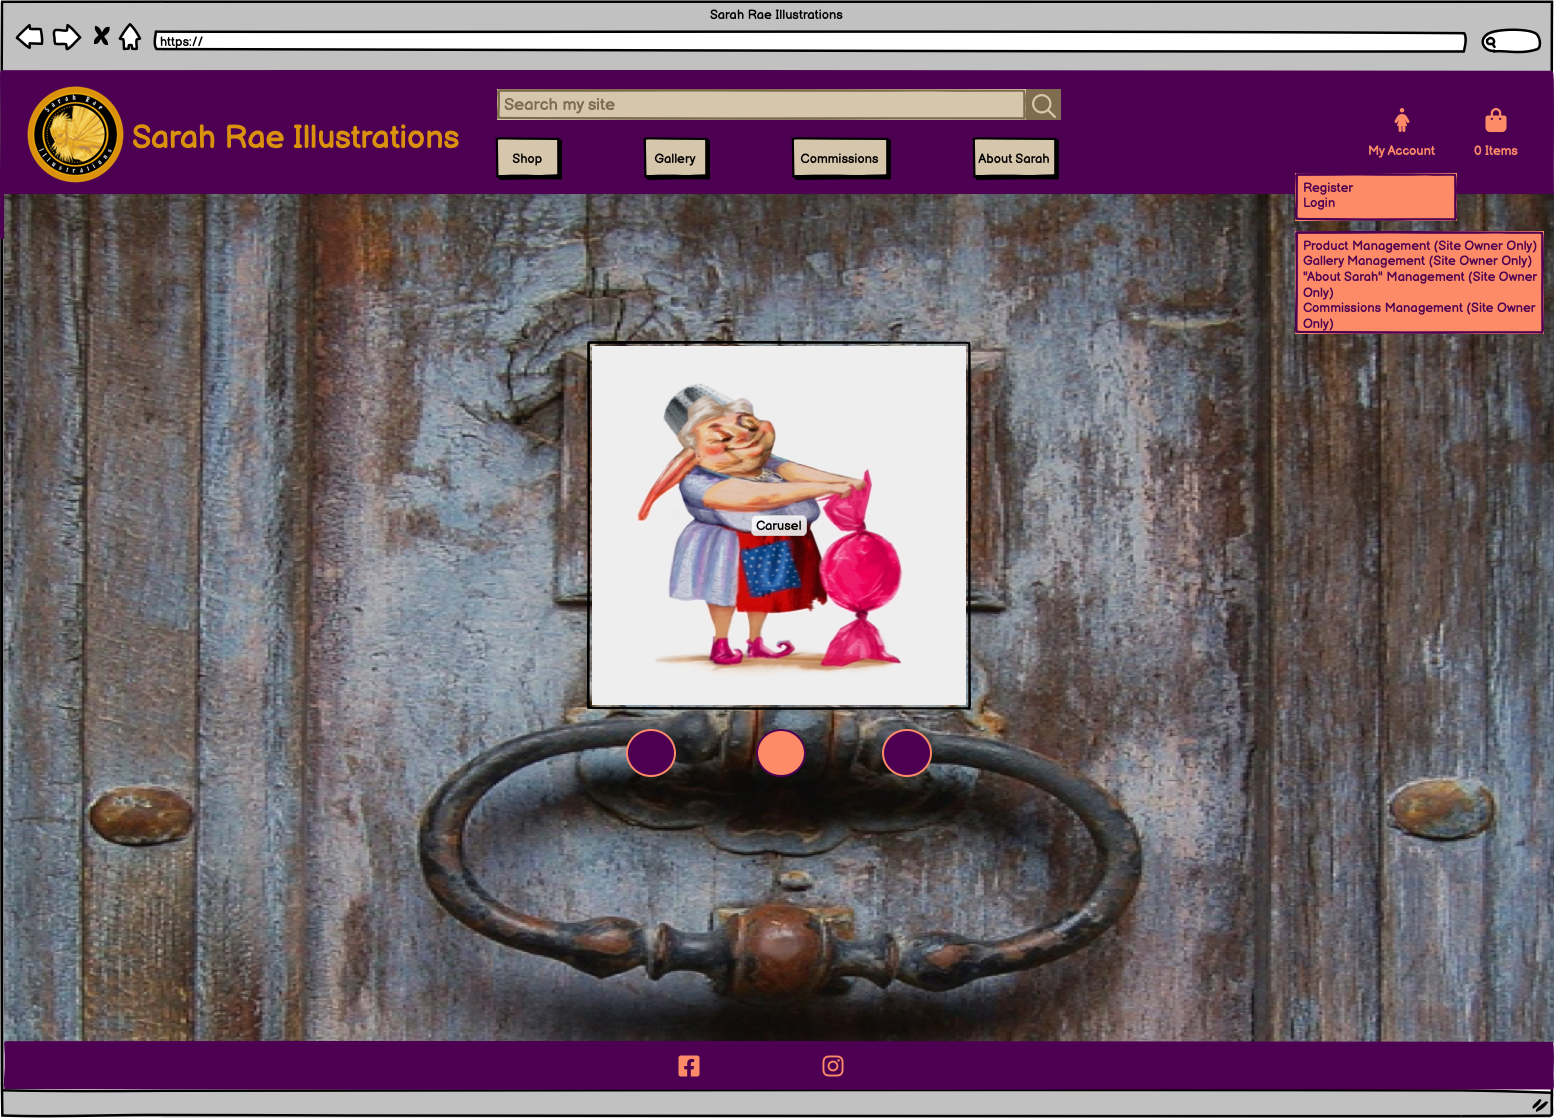 Sarah Rae Illustrations
https://
Sarah Rae
Illustrations
Sarah Rae Illustrations
Search my site
Shop
Gallery
Commissions
About Sarah
My Account
0 Items
Register
Login
Product Management (Site Owner Only)
Gallery Management (Site Owner Only)
"About Sarah" Management (Site Owner
Only)
Commissions Management (Site Owner
Only)
Carusel